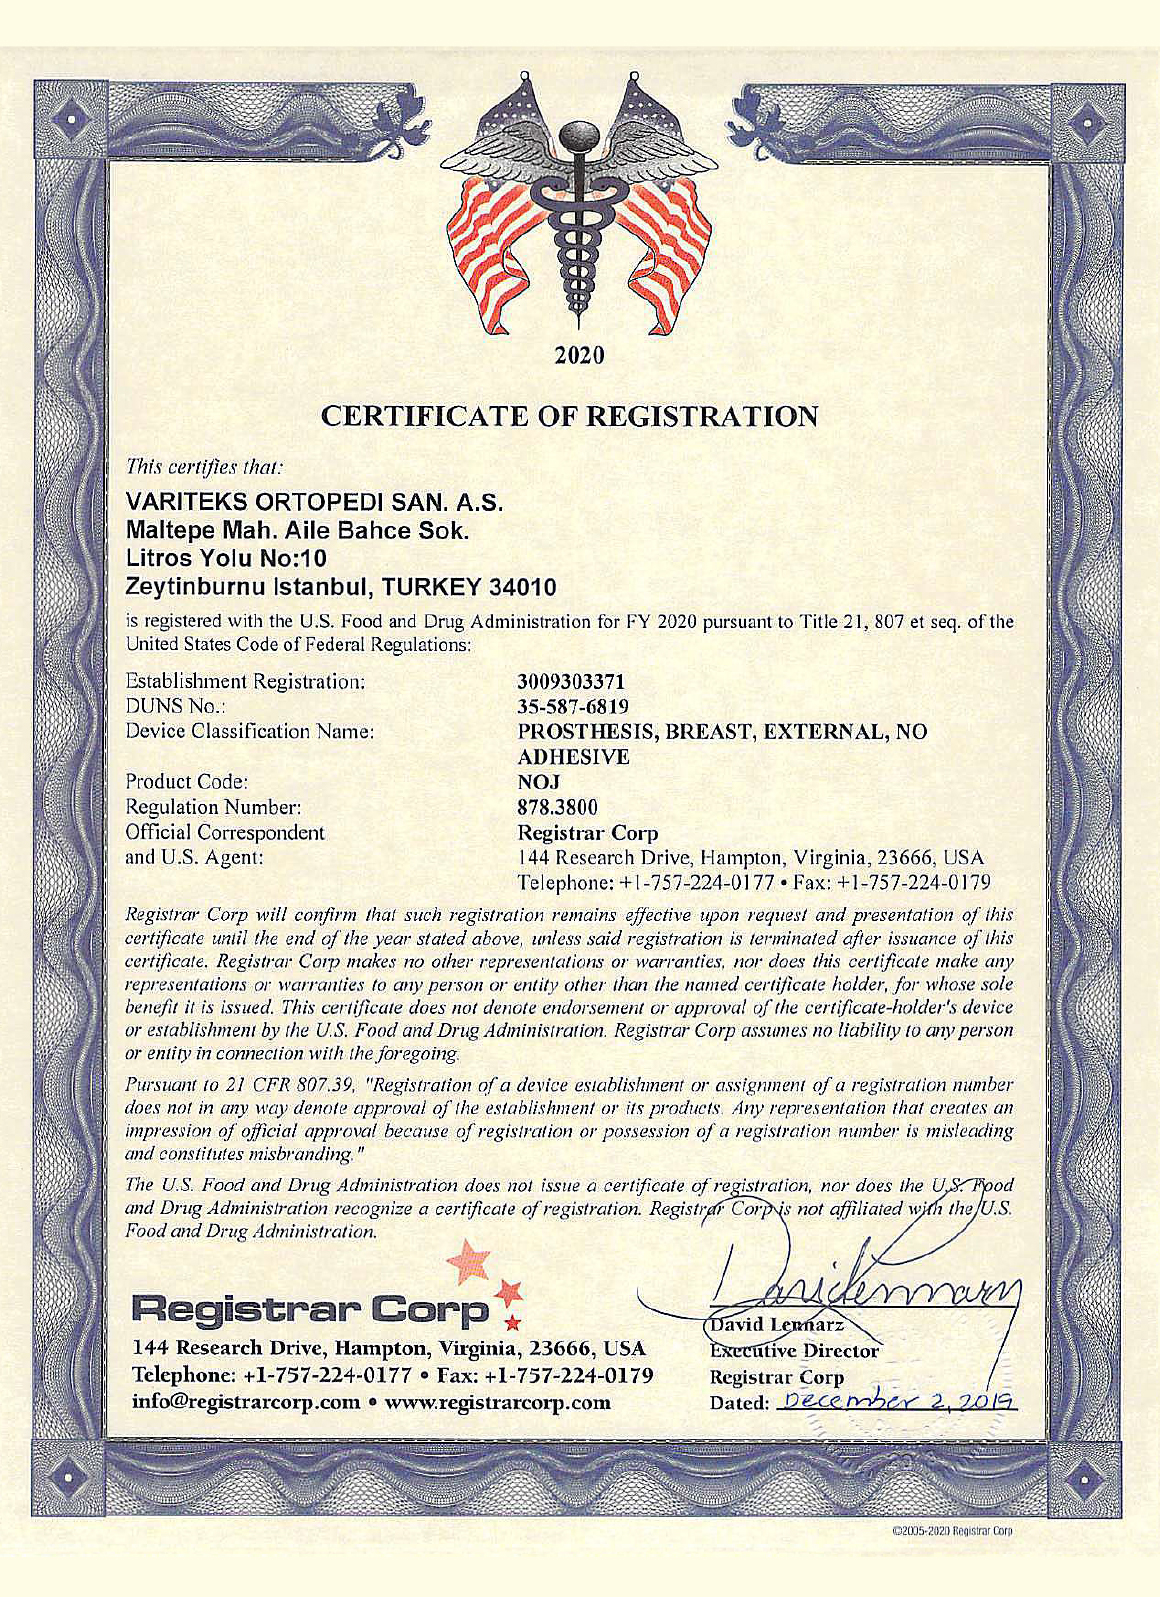 2020
CERTIFICATE OF REGISTRATION
This certifies that:
VARITEKS ORTOPEDI SAN. A.S.
Maltepe Mah. Aile Bahce Sok.
Litros Yolu No:10
Zeytinburnu Istanbul, TURKEY 34010
is registered with the U.S. Food and Drug Administration for FY 2020 pursuant to Title 21, 807 et seq. of the
United States Code of Federal Regulations:
Establishment Registration: 3009303371
DUNS No.: 35-587-6819
Device Classification Name: PROSTHESIS, BREAST, EXTERNAL, NO
ADHESIVE
Product Code: NOJ
Regulation Number: 878.3800
Official Correspondent Registrar Corp
and U.S. Agent: 144 Research Drive, Hampton, Virginia, 23666, USA
Telephone: +1-757-224-0177 • Fax: +1-757-224-0179
Registrar Corp will confirm that such registration remains effective upon request and presentation of this
certificate until the end of the year stated above, unless said registration is terminated after issuance of this
certificate. Registrar Corp makes no other representations or warranties, nor does this certificate make any
representations or warranties to any person or entity other than the named certificate holder, for whose sole
benefit it is issued. This certificate does not denote endorsement or approval of the certificate-holder's device
or establishment by the U.S. Food and Drug Administration. Registrar Corp assumes no liability to any person
or entity in connection with the foregoing.
Pursuant to 21 CFR 807.39, "Registration of a device establishment or assignment of a registration number
does not in any way denote approval of the establishment or its products. Any representation that creates an
impression of official approval because of registration or possession of a registration number is misleading
and constitutes misbranding."
The U.S. Food and Drug Administration does not issue a certificate of registration, nor does the U.S. Food
and Drug Administration recognize a certificate of registration. Registrar Corp is not affiliated with the U.S.
Food and Drug Administration.
Registrar Corp
144 Research Drive, Hampton, Virginia, 23666, USA
Telephone: +1-757-224-0177 • Fax: +1-757-224-0179
info@registrarcorp.com • www.registrarcorp.com
David Lennarz
David Lennarz
Executive Director
Registrar Corp
Dated: December 2, 2019
©2005-2020 Registrar Corp